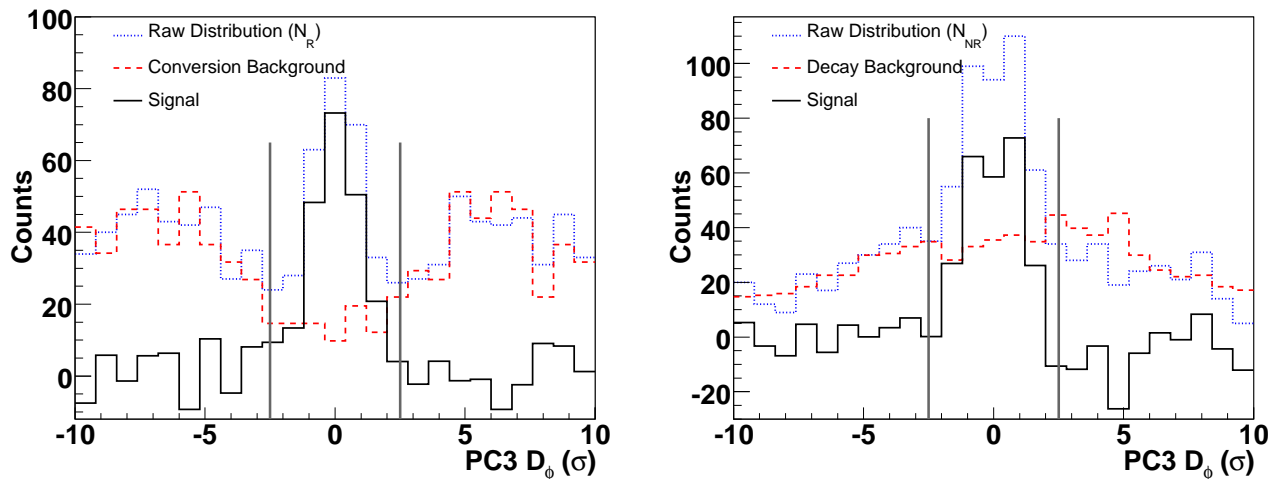 100
80
60
40
20
0
Counts
Raw Distribution (N_R)
Conversion Background
Signal
-10 -5 0 5 10
PC3 D_ϕ (σ)
100
80
60
40
20
0
-20
Counts
Raw Distribution (N_NR)
Decay Background
Signal
-10 -5 0 5 10
PC3 D_ϕ (σ)